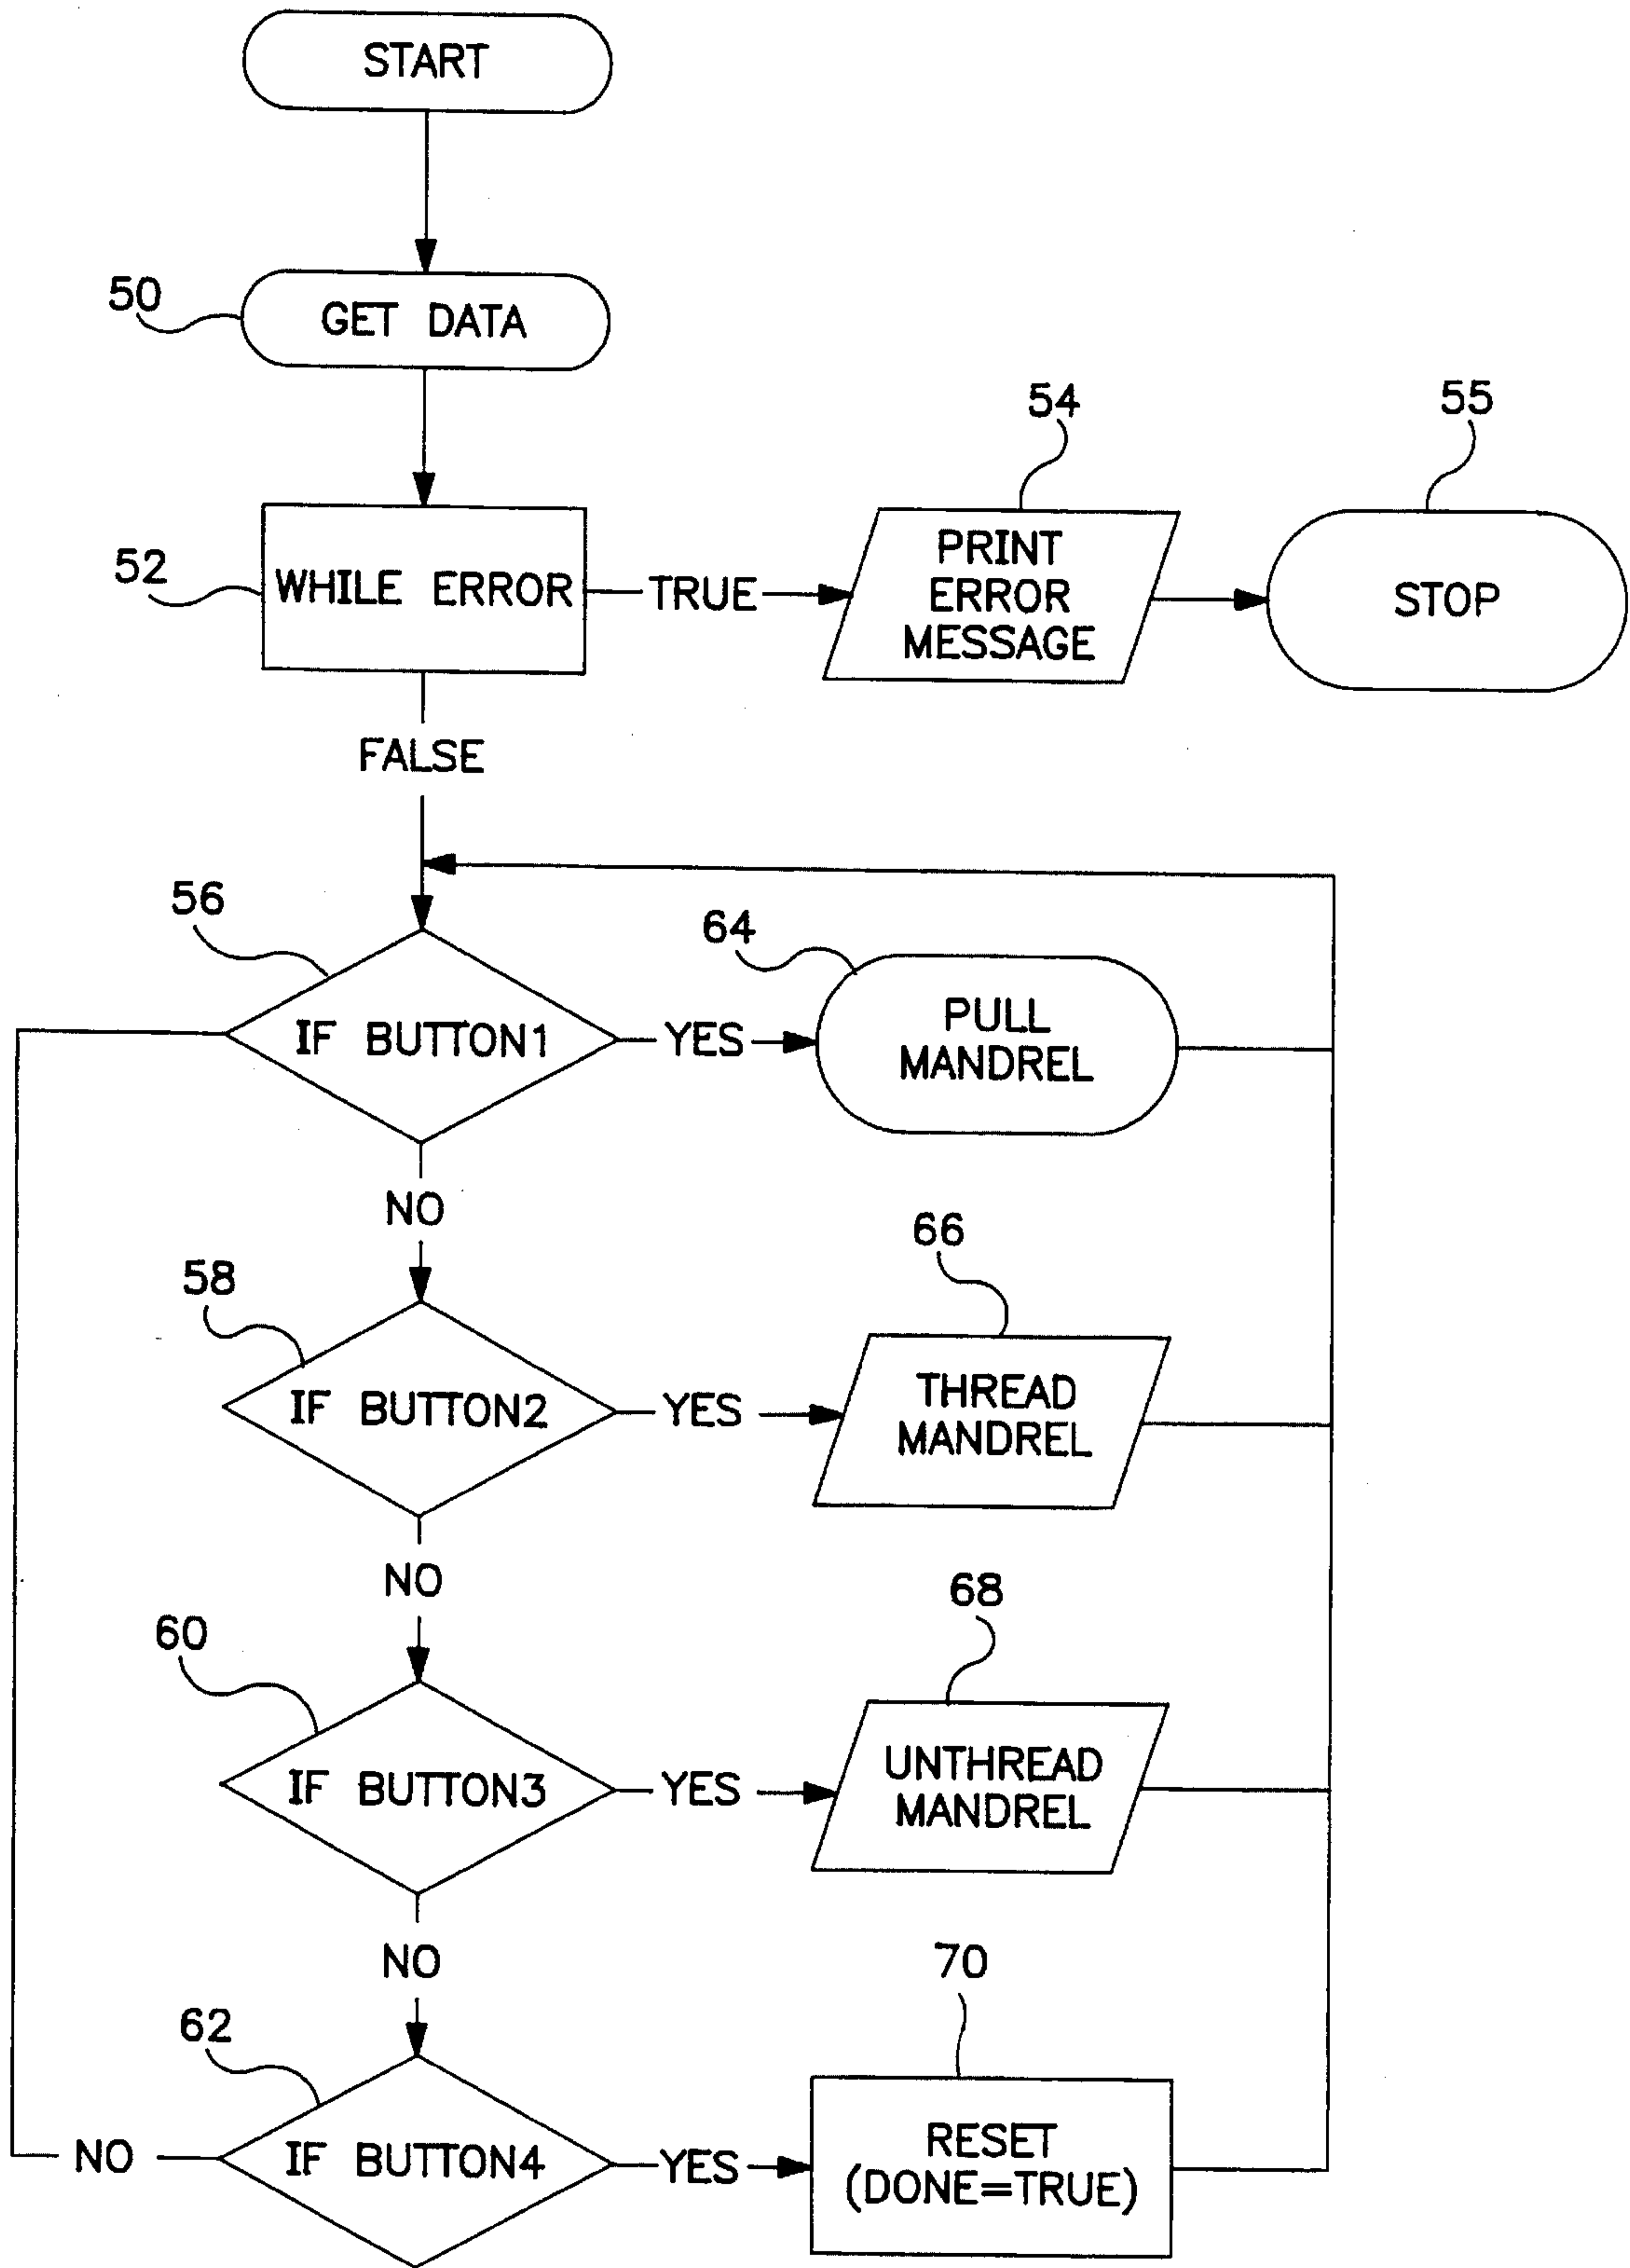 START
50
GET DATA
54
55
52
WHILE ERROR
TRUE
PRINT
ERROR
MESSAGE
STOP
FALSE
56
64
IF BUTTON1
YES
PULL
MANDREL
NO
66
58
IF BUTTON2
YES
THREAD
MANDREL
NO
68
60
IF BUTTON3
YES
UNTHREAD
MANDREL
NO
70
62
NO
IF BUTTON4
YES
RESET
(DONE=TRUE)